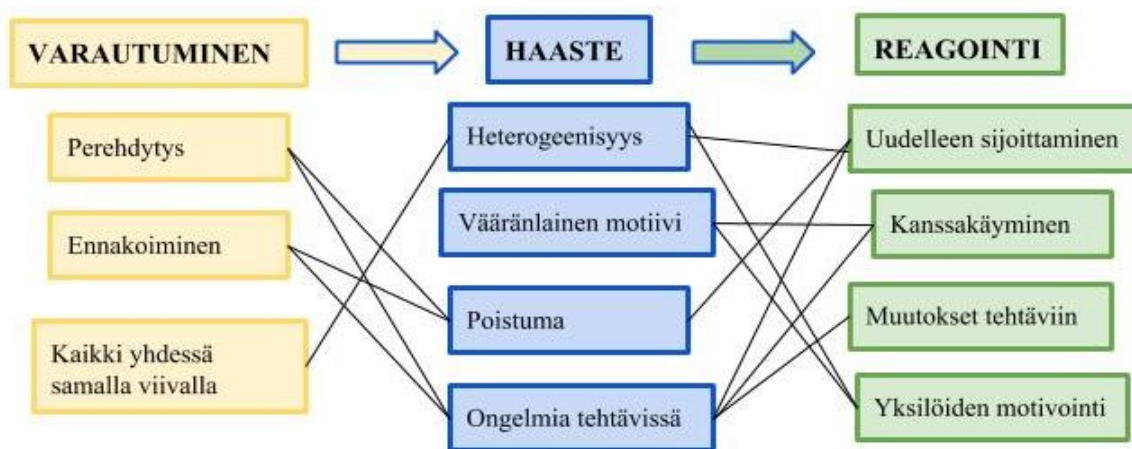 VARAUTUMINEN
HAASTE
REAGOINTI
Perehdytys
Ennakoiminen
Kaikki yhdessä
samalla viivalla
Heterogeenisyys
Vääränlainen motiivi
Poistuma
Ongelmia tehtävissä
Uudelleen sijoittaminen
Kanssakäyminen
Muutokset tehtäviin
Yksilöiden motivointi